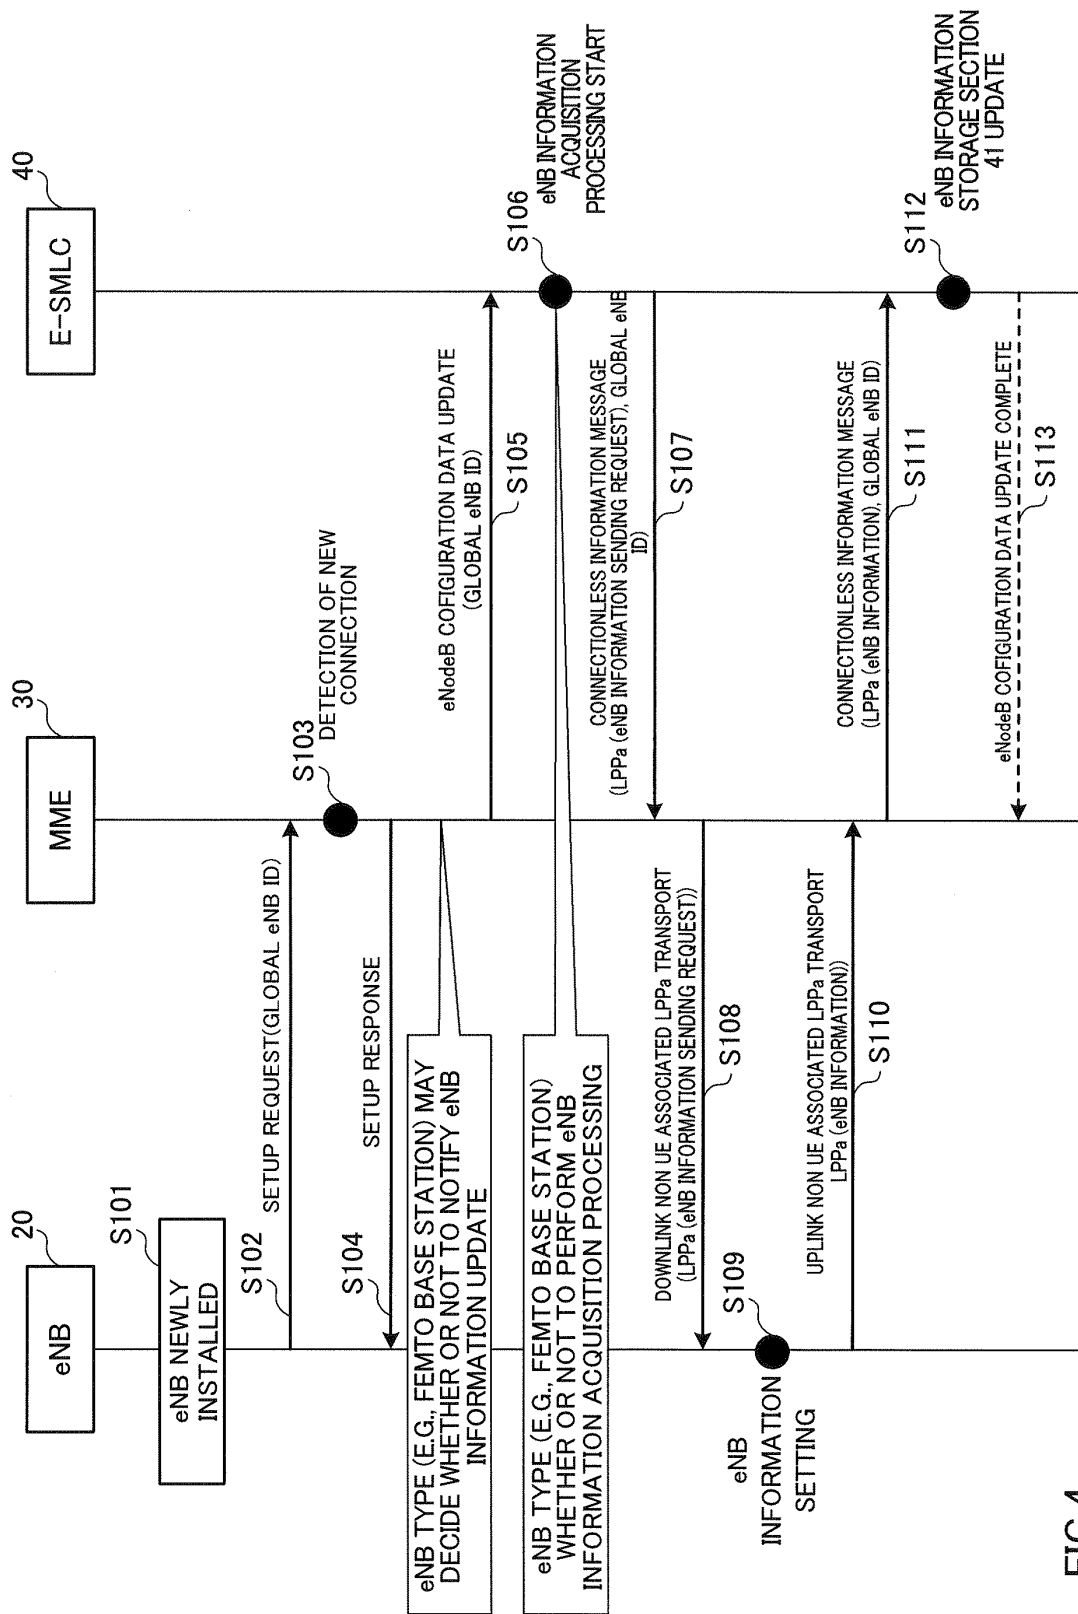 eNB
20
MME
30
E-SMLC
40
eNB NEWLY
INSTALLED
S101
SETUP REQUEST(GLOBAL eNB ID)
S102
S103
DETECTION OF NEW
CONNECTION
SETUP RESPONSE
S104
eNB TYPE (E.G., FEMTO BASE STATION) MAY
DECIDE WHETHER OR NOT TO NOTIFY eNB
INFORMATION UPDATE
eNodeB COFIGURATION DATA UPDATE
(GLOBAL eNB ID)
S105
S106
eNB INFORMATION
ACQUISITION
PROCESSING START
eNB TYPE (E.G., FEMTO BASE STATION)
WHETHER OR NOT TO PERFORM eNB
INFORMATION ACQUISITION PROCESSING
CONNECTIONLESS INFORMATION MESSAGE
(LPPa (eNB INFORMATION SENDING REQUEST), GLOBAL eNB
ID)
S107
DOWNLINK NON UE ASSOCIATED LPPa TRANSPORT
(LPPa (eNB INFORMATION SENDING REQUEST))
S108
S109
eNB
INFORMATION
SETTING
UPLINK NON UE ASSOCIATED LPPa TRANSPORT
LPPa (eNB INFORMATION))
S110
CONNECTIONLESS INFORMATION MESSAGE
(LPPa (eNB INFORMATION), GLOBAL eNB ID)
S111
S112
eNB INFORMATION
STORAGE SECTION
41 UPDATE
eNodeB COFIGURATION DATA UPDATE COMPLETE
S113
FIG.4